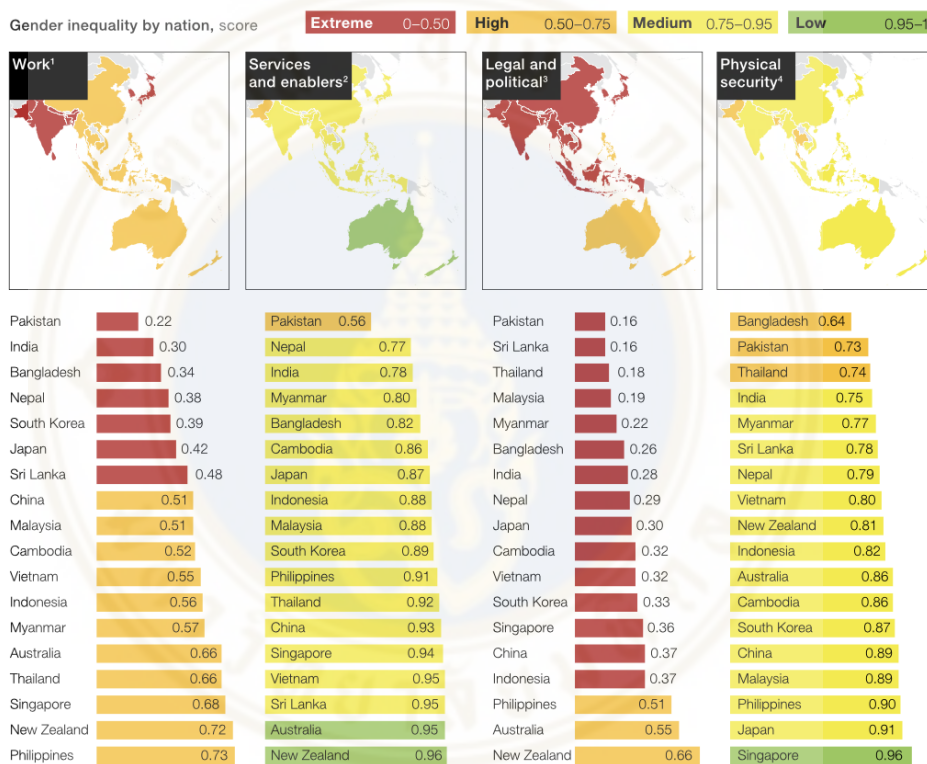 Gender inequality by nation, score
Extreme 0–0.50
High 0.50–0.75
Medium 0.75–0.95
Low 0.95–1
Work¹
Services and enablers²
Legal and political³
Physical security⁴
Pakistan 0.22
India 0.30
Bangladesh 0.34
Nepal 0.38
South Korea 0.39
Japan 0.42
Sri Lanka 0.48
China 0.51
Malaysia 0.51
Cambodia 0.52
Vietnam 0.55
Indonesia 0.56
Myanmar 0.57
Australia 0.66
Thailand 0.66
Singapore 0.68
New Zealand 0.72
Philippines 0.73
Pakistan 0.56
Nepal 0.77
India 0.78
Myanmar 0.80
Bangladesh 0.82
Cambodia 0.86
Japan 0.87
Indonesia 0.88
Malaysia 0.88
South Korea 0.89
Philippines 0.91
Thailand 0.92
China 0.93
Singapore 0.94
Vietnam 0.95
Sri Lanka 0.95
Australia 0.95
New Zealand 0.96
Pakistan 0.16
Sri Lanka 0.16
Thailand 0.18
Malaysia 0.19
Myanmar 0.22
Bangladesh 0.26
India 0.28
Nepal 0.29
Japan 0.30
Cambodia 0.32
Vietnam 0.32
South Korea 0.33
Singapore 0.36
China 0.37
Indonesia 0.37
Philippines 0.51
Australia 0.55
New Zealand 0.66
Bangladesh 0.64
Pakistan 0.73
Thailand 0.74
India 0.75
Myanmar 0.77
Sri Lanka 0.78
Nepal 0.79
Vietnam 0.80
New Zealand 0.81
Indonesia 0.82
Australia 0.86
Cambodia 0.86
South Korea 0.87
China 0.89
Malaysia 0.89
Philippines 0.90
Japan 0.91
Singapore 0.96